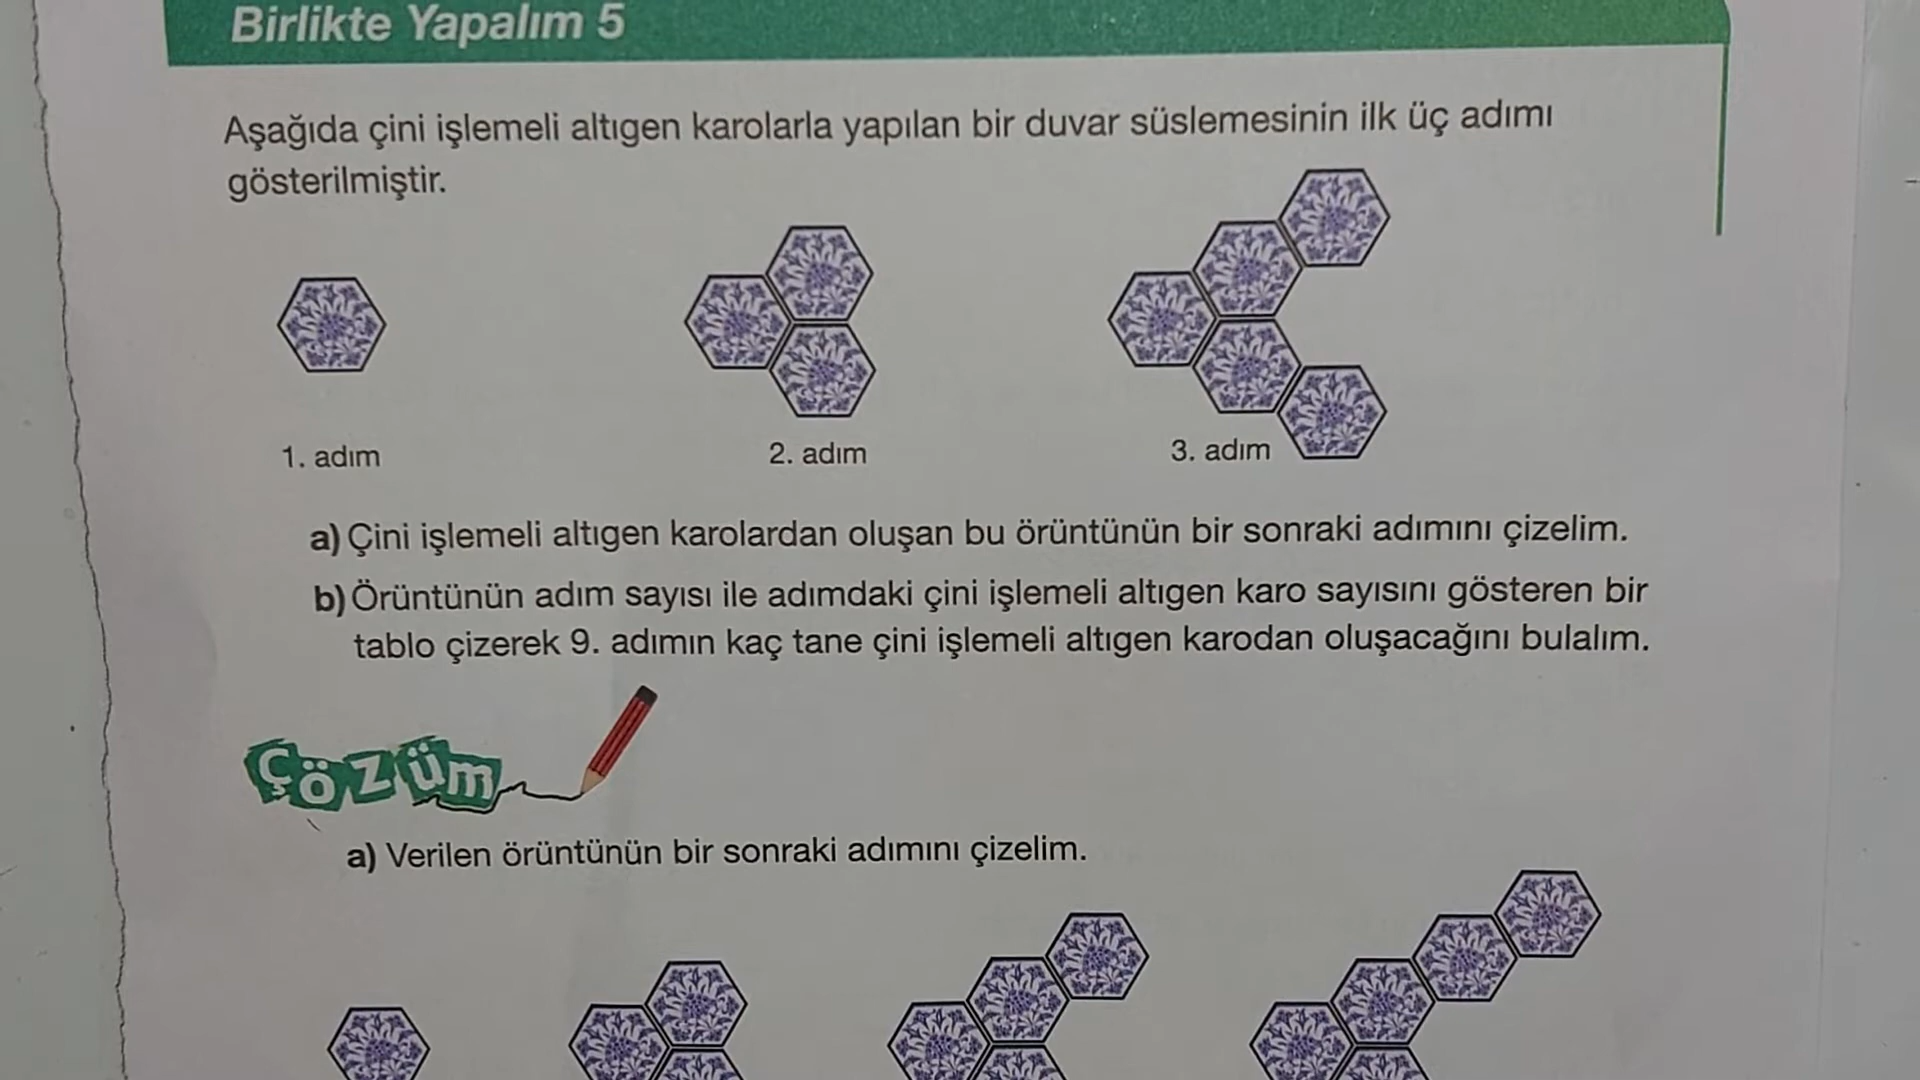 Birlikte Yapalım 5
Aşağıda çini işlemeli altıgen karolarla yapılan bir duvar süslemesinin ilk üç adımı
gösterilmiştir.
1. adım 2. adım 3. adım
a) Çini işlemeli altıgen karolardan oluşan bu örüntünün bir sonraki adımını çizelim.
b) Örüntünün adım sayısı ile adımdaki çini işlemeli altıgen karo sayısını gösteren bir
tablo çizerek 9. adımın kaç tane çini işlemeli altıgen karodan oluşacağını bulalım.
Çözüm
a) Verilen örüntünün bir sonraki adımını çizelim.